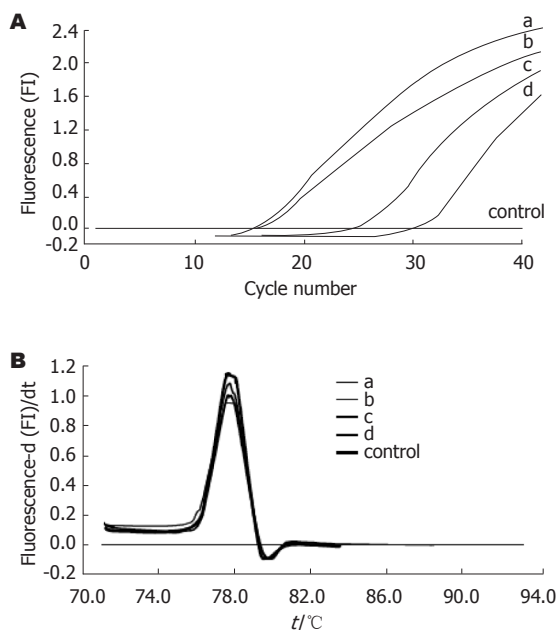 A
Fluorescence (FI)
2.4
2.0
1.6
1.2
0.8
0.4
0.0
-0.2
a
b
c
d
control
0
10
20
30
40
Cycle number
B
Fluorescence-d (FI)/dt
1.2
1.0
0.8
0.6
0.4
0.2
0.0
-0.2
a
b
c
d
control
70.0
74.0
78.0
82.0
86.0
90.0
94.0
t/℃